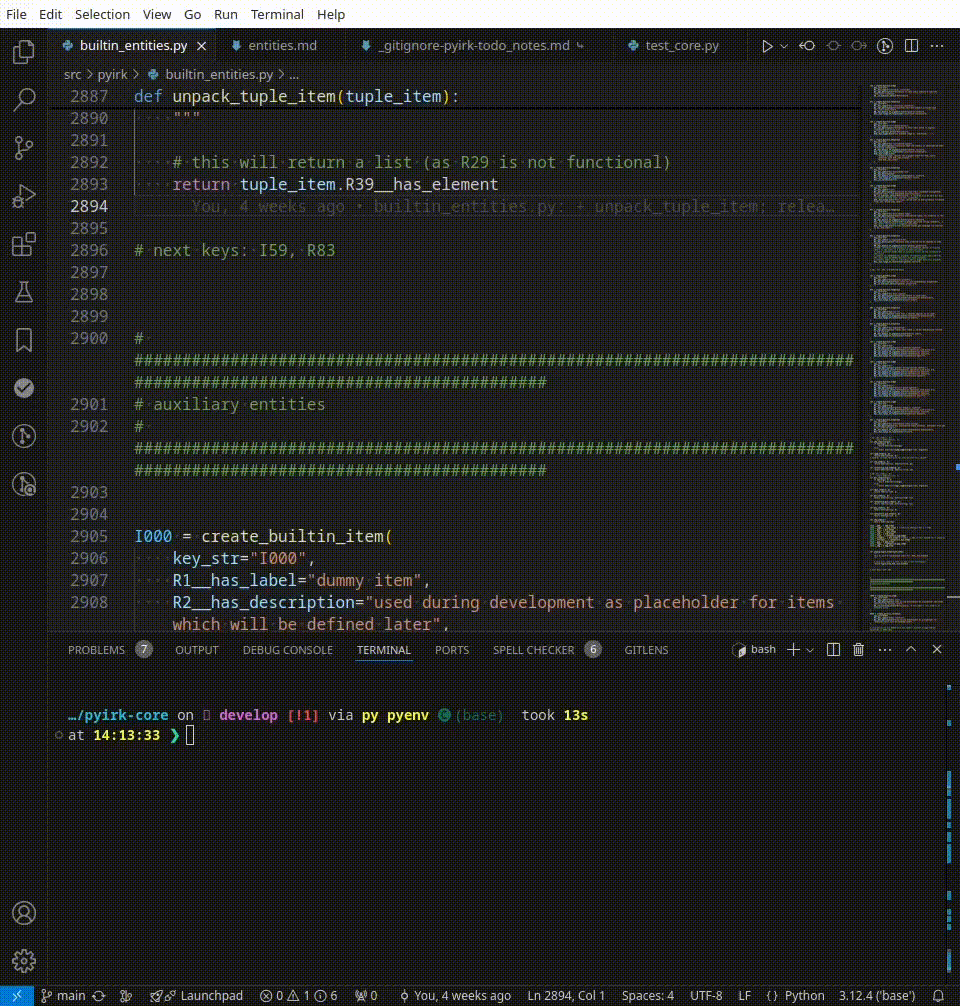 File Edit Selection View Go Run Terminal Help
builtin_entities.py entities.md _gitignore-pyirk-todo_notes.md test_core.py
src > pyirk > builtin_entities.py > ...
2887 def unpack_tuple_item(tuple_item):
2890 """
2891
2892 # this will return a list (as R29 is not functional)
2893 return tuple_item.R39__has_element
2894 You, 4 weeks ago • builtin_entities.py: + unpack_tuple_item; relea…
2895
2896 # next keys: I59, R83
2897
2898
2899
2900 #
###########################################################################
###########################################
2901 # auxiliary entities
2902 #
###########################################################################
###########################################
2903
2904
2905 I000 = create_builtin_item(
2906 key_str="I000",
2907 R1__has_label="dummy item",
2908 R2__has_description="used during development as placeholder for items
which will be defined later",
PROBLEMS 7 OUTPUT DEBUG CONSOLE TERMINAL PORTS SPELL CHECKER 6 GITLENS bash
…/pyirk-core on develop [!1] via py pyenv (base) took 13s
at 14:13:33 ❯
main Launchpad 0 1 6 0 You, 4 weeks ago Ln 2894, Col 1 Spaces: 4 UTF-8 LF { } Python 3.12.4 ('base')